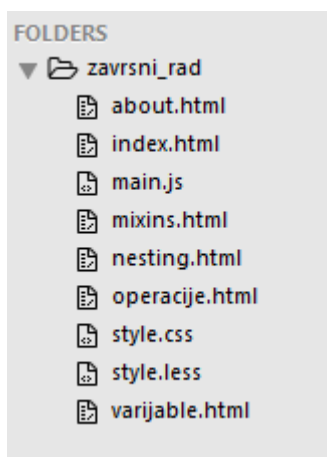 FOLDERS
zavrsni_rad
about.html
index.html
main.js
mixins.html
nesting.html
operacije.html
style.css
style.less
varijable.html